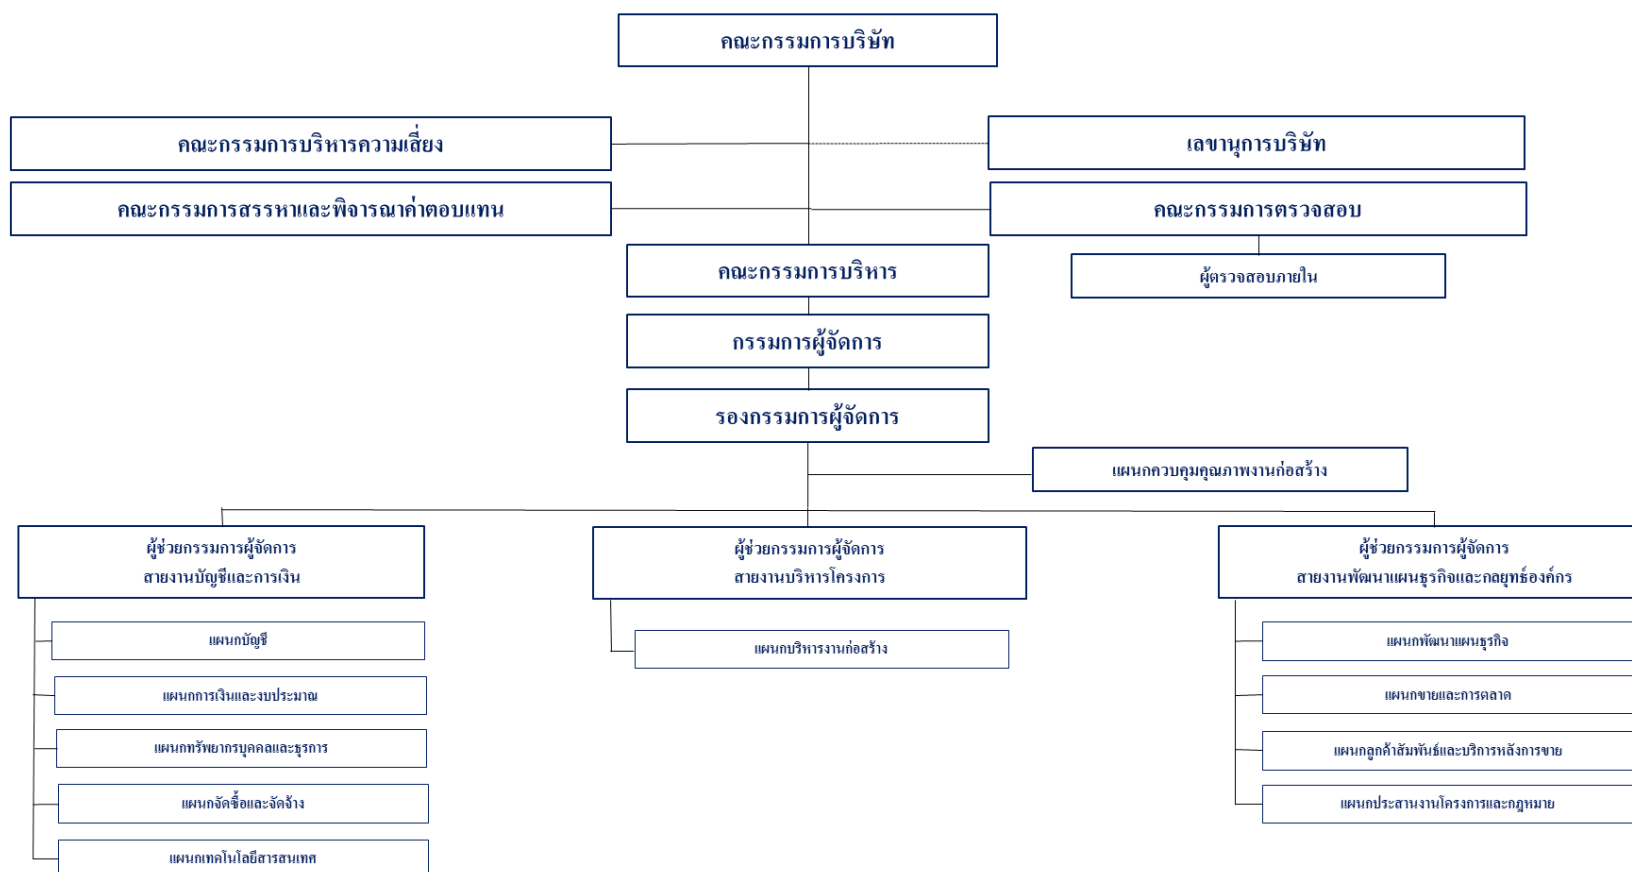 คณะกรรมการบริษัท
คณะกรรมการบริหารความเสี่ยง
เลขานุการบริษัท
คณะกรรมการสรรหาและพิจารณาค่าตอบแทน
คณะกรรมการตรวจสอบ
คณะกรรมการบริหาร
ผู้ตรวจสอบภายใน
กรรมการผู้จัดการ
รองกรรมการผู้จัดการ
แผนกควบคุมคุณภาพงานก่อสร้าง
ผู้ช่วยกรรมการผู้จัดการ
สายงานบัญชีและการเงิน
แผนกบัญชี
แผนกการเงินและงบประมาณ
แผนกทรัพยากรบุคคลและธุรการ
แผนกจัดซื้อและจัดจ้าง
แผนกเทคโนโลยีสารสนเทศ
ผู้ช่วยกรรมการผู้จัดการ
สายงานบริหารโครงการ
แผนกบริหารงานก่อสร้าง
ผู้ช่วยกรรมการผู้จัดการ
สายงานพัฒนาแผนธุรกิจและกลยุทธ์องค์กร
แผนกพัฒนาแผนธุรกิจ
แผนกขายและการตลาด
แผนกลูกค้าสัมพันธ์และบริการหลังการขาย
แผนกประสานงานโครงการและกฎหมาย